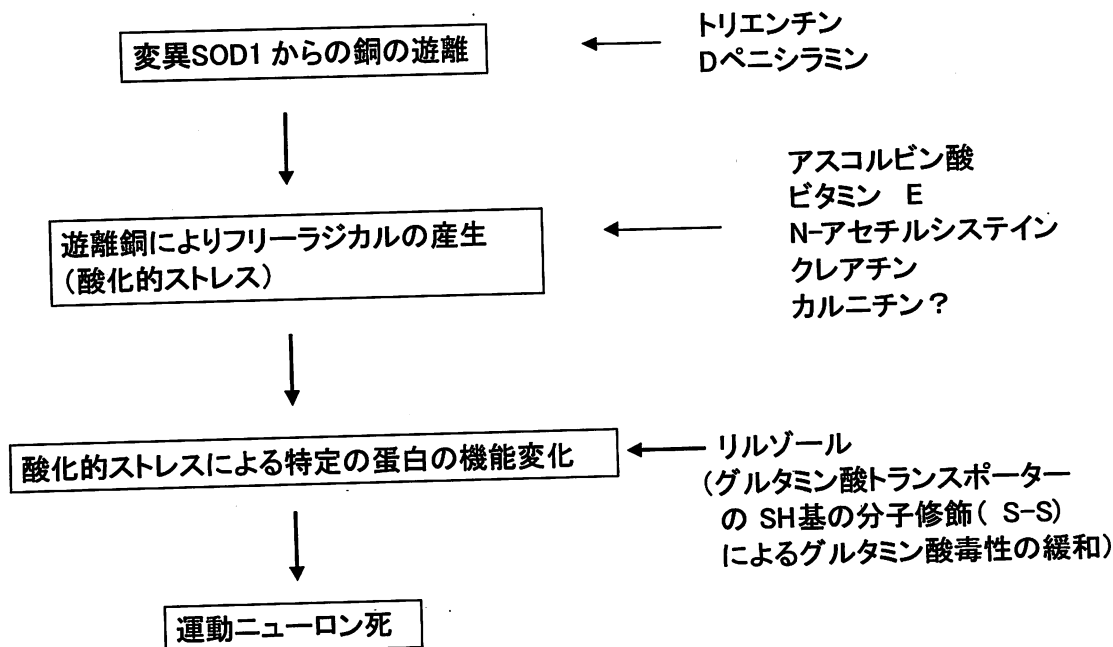 変異SOD1 からの銅の遊離
トリエンチン
Dペニシラミン
遊離銅によりフリーラジカルの産生
（酸化的ストレス）
アスコルビン酸
ビタミン E
N-アセチルシステイン
クレアチン
カルニチン？
酸化的ストレスによる特定の蛋白の機能変化
リルゾール
(グルタミン酸トランスポーター
の SH基の分子修飾( S-S)
によるグルタミン酸毒性の緩和)
運動ニューロン死